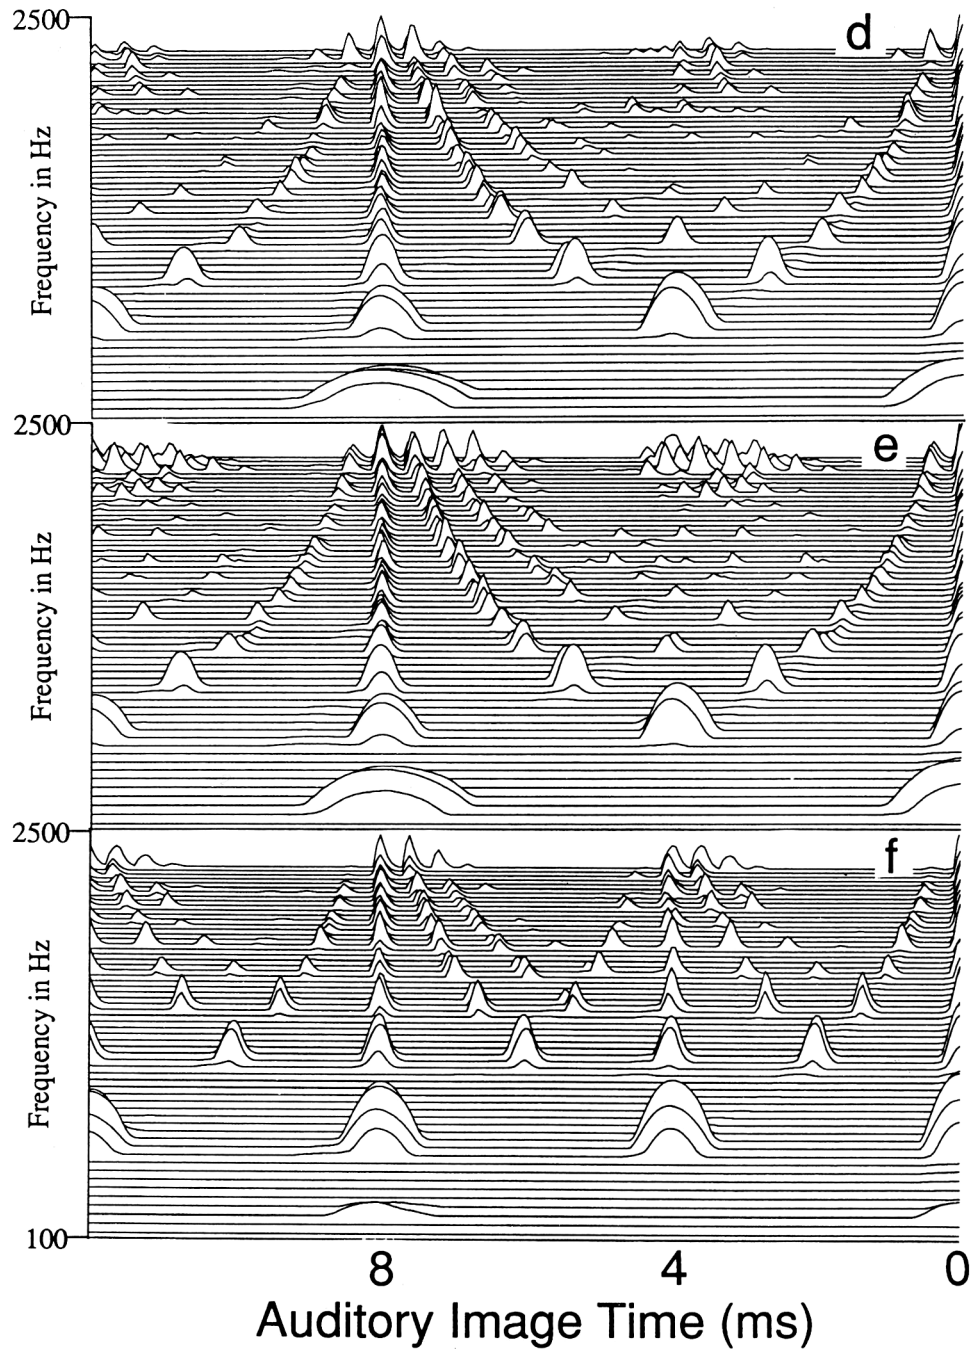 2500
d
Frequency in Hz
2500
e
Frequency in Hz
2500
f
Frequency in Hz
100
8 4 0
Auditory Image Time (ms)